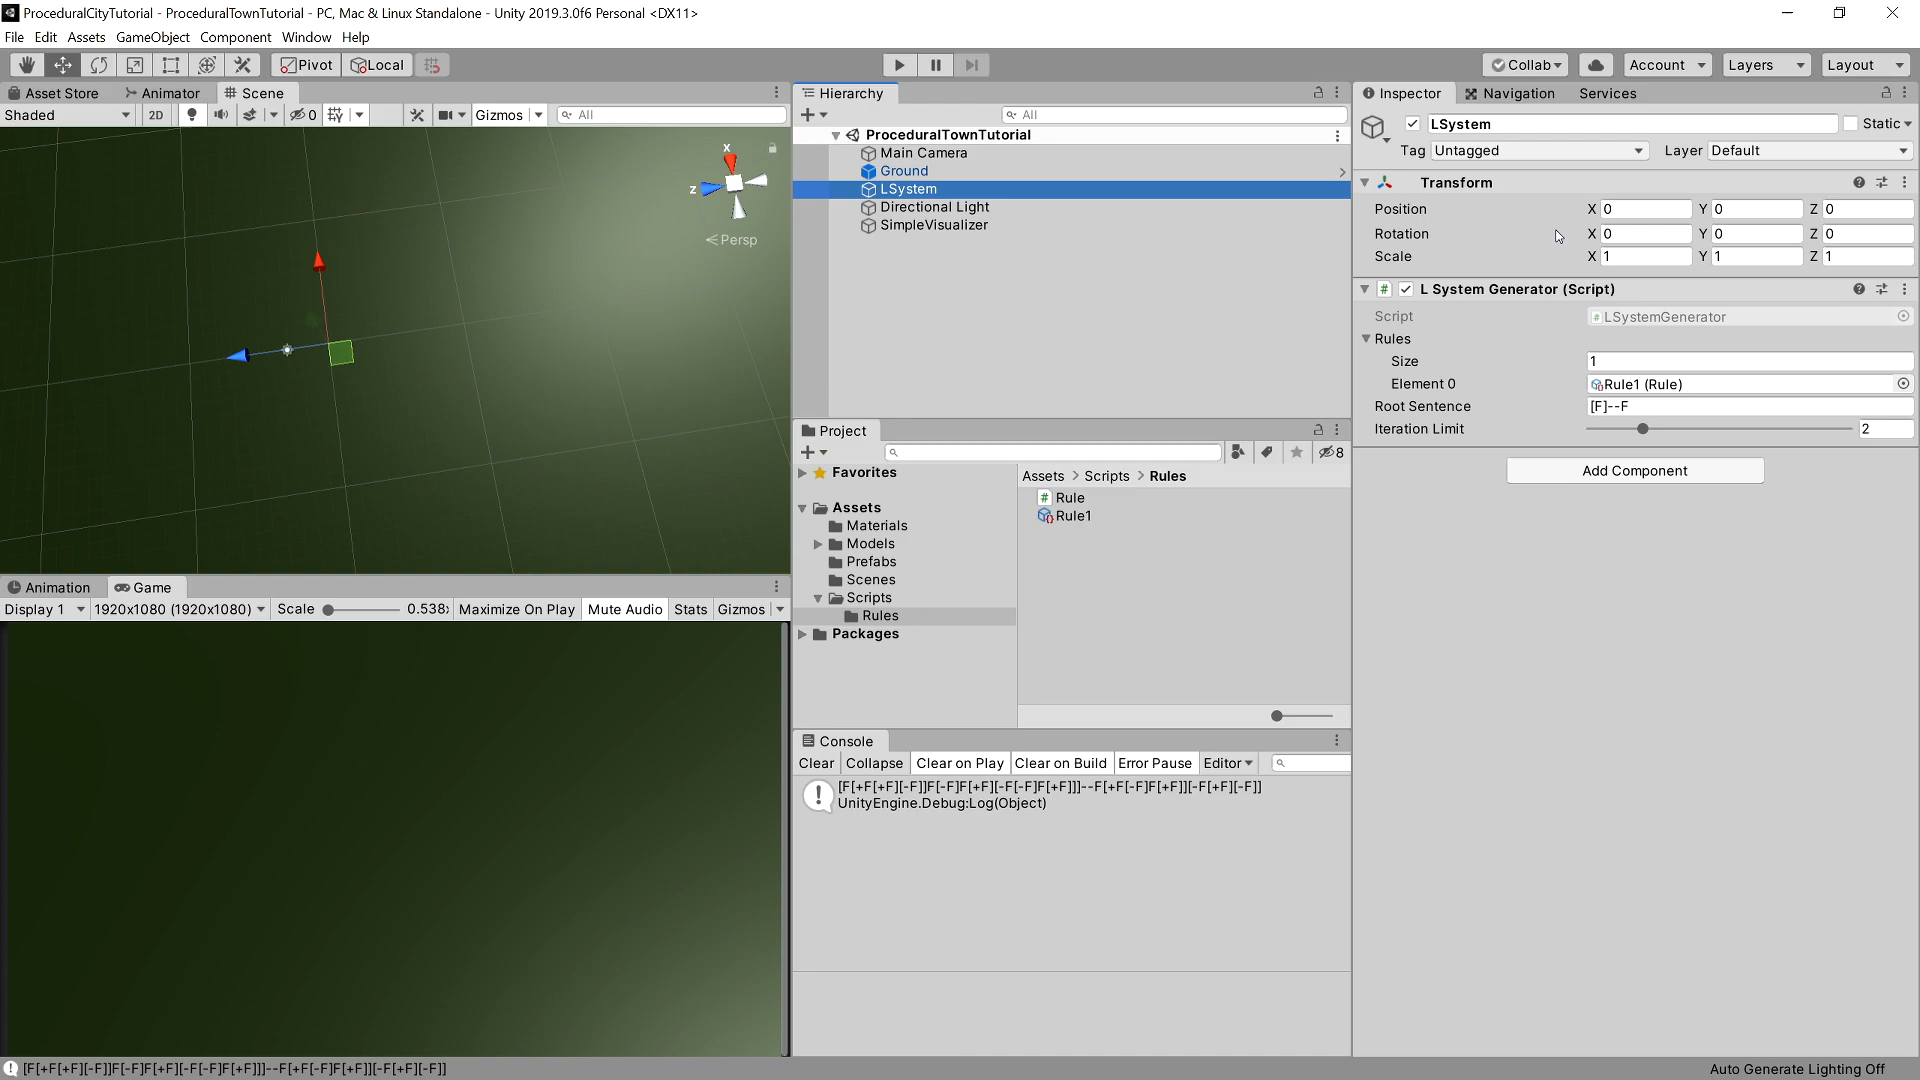 ProceduralCityTutorial - ProceduralTownTutorial - PC, Mac & Linux Standalone - Unity 2019.3.0f6 Personal <DX11>
File Edit Assets GameObject Component Window Help
Pivot Local Collab Account Layers Layout
Asset Store Animator Scene
Shaded 2D 0 Gizmos All
x
z
Persp
Animation Game
Display 1 1920x1080 (1920x1080) Scale 0.538x Maximize On Play Mute Audio Stats Gizmos
Hierarchy
All
ProceduralTownTutorial
Main Camera
Ground
LSystem
Directional Light
SimpleVisualizer
Project
8
Favorites
Assets
Materials
Models
Prefabs
Scenes
Scripts
Rules
Packages
Assets > Scripts > Rules
Rule
Rule1
Console
Clear Collapse Clear on Play Clear on Build Error Pause Editor
[F[+F[+F][-F]]F[-F]F[+F][-F[-F]F[+F]]]--F[+F[-F]F[+F]][-F[+F][-F]]
UnityEngine.Debug:Log(Object)
Inspector Navigation Services
LSystem Static
Tag Untagged Layer Default
Transform
Position X 0 Y 0 Z 0
Rotation X 0 Y 0 Z 0
Scale X 1 Y 1 Z 1
L System Generator (Script)
Script LSystemGenerator
Rules
Size 1
Element 0 Rule1 (Rule)
Root Sentence [F]--F
Iteration Limit 2
Add Component
[F[+F[+F][-F]]F[-F]F[+F][-F[-F]F[+F]]]--F[+F[-F]F[+F]][-F[+F][-F]]
Auto Generate Lighting Off